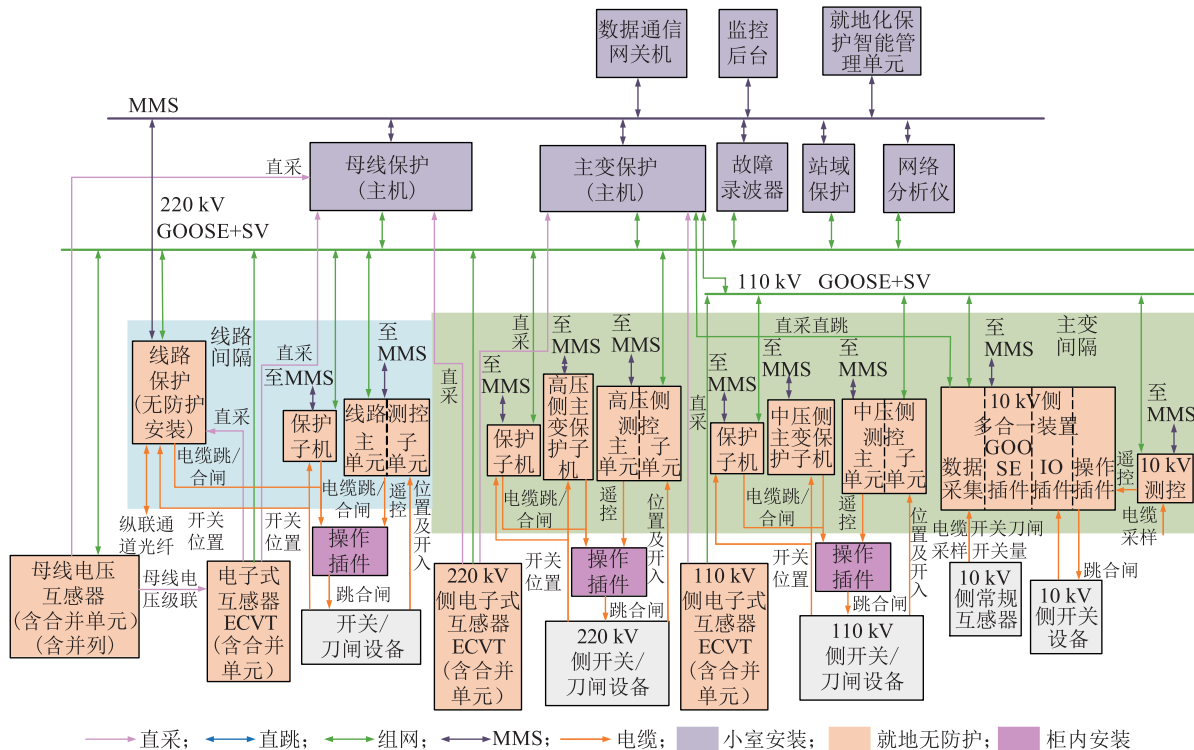 数据通信
网关机
监控
后台
就地化保
护智能管
理单元
MMS
直采
母线保护
(主机)
主变保护
(主机)
故障
录波器
站域
保护
网络
分析仪
220 kV
GOOSE+SV
110 kV GOOSE+SV
线路
间隔
线路
保护
(无防护
安装)
直采
直采
至MMS
保护
子机
至
MMS
线路测控
主 子
单元 单元
电缆跳/
合闸
电缆跳/
合闸
遥控
位置及开入
纵联通
道光纤
开关
位置
开关
位置
操作
插件
跳合闸
开关/
刀闸设备
母线电压
互感器
(含合并单元)
(含并列)
母线电
压级联
电子式
互感器
ECVT
(含合并
单元)
直采
直采
至
MMS
保护
子机
至
MMS
高压
侧主
变保
护子
机
至
MMS
高压侧
测控
主 子
单元 单元
电缆跳/
合闸
遥控
位置及开入
开关
位置
操作
插件
跳合闸
220 kV
侧电子式
互感器
ECVT
(含合并
单元)
220 kV
侧开关/
刀闸设备
直采
直采直跳
至
MMS
保护
子机
至
MMS
中压侧
主变保
护子机
至
MMS
中压侧
测控
主 子
单元 单元
电缆跳/
合闸
遥控
位置及开入
开关
位置
操作
插件
跳合闸
110 kV
侧电子式
互感器
ECVT
(含合并
单元)
110 kV
侧开关/
刀闸设备
主变
间隔
至
MMS
10 kV侧
多合一装置
数据
采集
GOO
SE
插件
IO
插件
操作
插件
至
MMS
遥控
10 kV
测控
电缆
采样
电缆
采样
开关刀闸
开关量
跳合闸
10 kV
侧常规
互感器
10 kV
侧开关
设备
直采; 直跳; 组网; MMS; 电缆; 小室安装; 就地无防护; 柜内安装